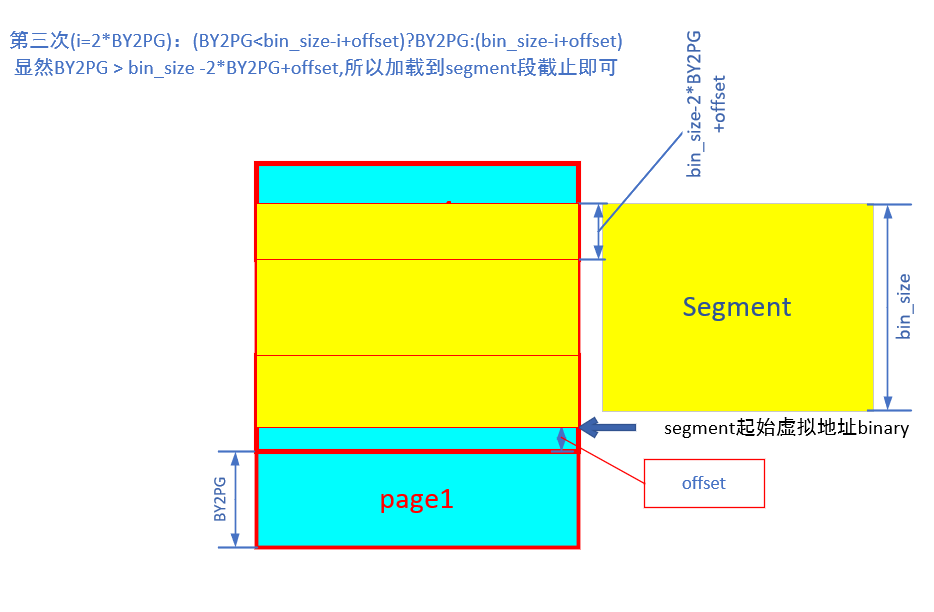 第三次(i=2*BY2PG)：(BY2PG<bin_size-i+offset)?BY2PG:(bin_size-i+offset)
显然BY2PG > bin_size -2*BY2PG+offset,所以加载到segment段截止即可
bin_size-2*BY2PG
+offset
Segment
bin_size
segment起始虚拟地址binary
offset
BY2PG
page1